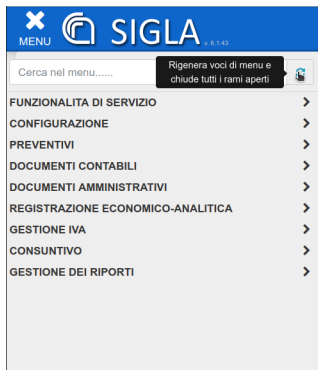 MENU
SIGLA
v. 6.1.43
Cerca nel menu......
Rigenera voci di menu e
chiude tutti i rami aperti
FUNZIONALITA DI SERVIZIO
CONFIGURAZIONE
PREVENTIVI
DOCUMENTI CONTABILI
DOCUMENTI AMMINISTRATIVI
REGISTRAZIONE ECONOMICO-ANALITICA
GESTIONE IVA
CONSUNTIVO
GESTIONE DEI RIPORTI